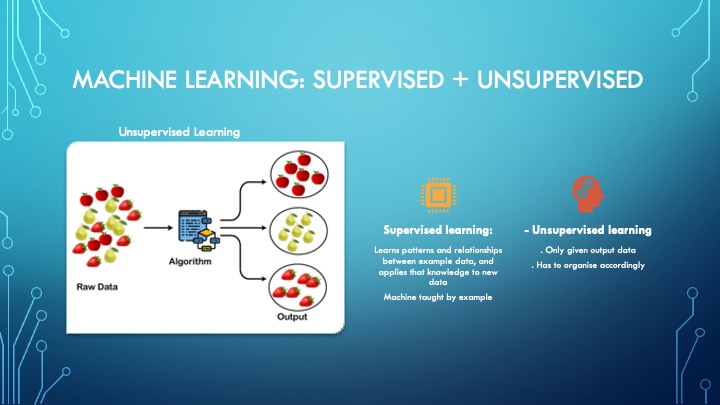 MACHINE LEARNING: SUPERVISED + UNSUPERVISED
Unsupervised Learning
Raw Data
Algorithm
Output
Supervised learning:
Learns patterns and relationships
between example data, and
applies that knowledge to new
data
Machine taught by example
- Unsupervised learning
. Only given output data
. Has to organise accordingly